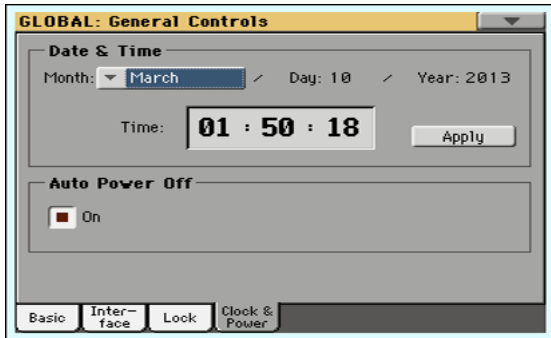 GLOBAL: General Controls
Date & Time
Month: March / Day: 10 / Year: 2013
Time: 01 : 50 : 18
Apply
Auto Power Off
On
Basic
Inter-
face
Lock
Clock &
Power